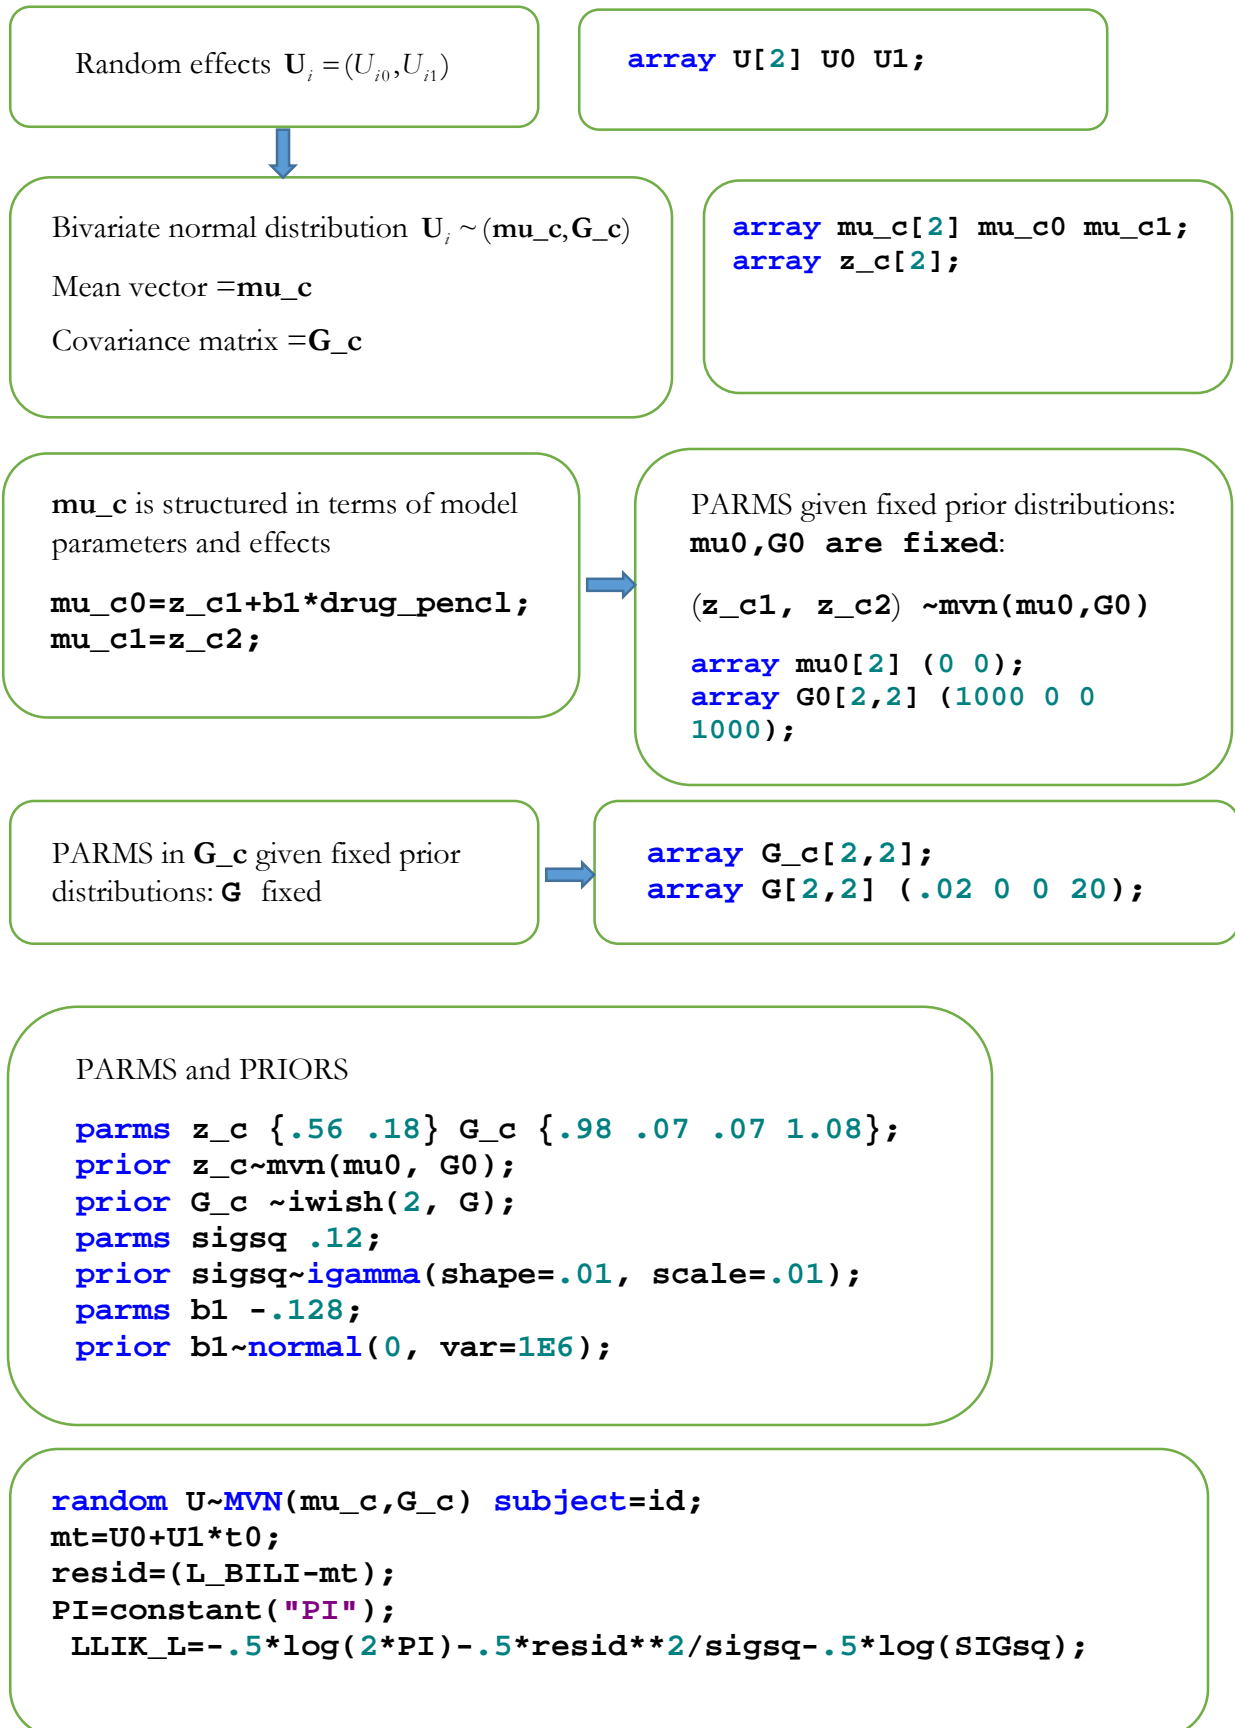 Random effects U_i = (U_i0, U_i1)
array U[2] U0 U1;
Bivariate normal distribution U_i ~ (mu_c, G_c)
Mean vector =mu_c
Covariance matrix =G_c
array mu_c[2] mu_c0 mu_c1;
array z_c[2];
mu_c is structured in terms of model
parameters and effects
mu_c0=z_c1+b1*drug_pencl;
mu_c1=z_c2;
PARMS given fixed prior distributions:
mu0,G0 are fixed:
(z_c1, z_c2) ~mvn(mu0,G0)
array mu0[2] (0 0);
array G0[2,2] (1000 0 0
1000);
PARMS in G_c given fixed prior
distributions: G fixed
array G_c[2,2];
array G[2,2] (.02 0 0 20);
PARMS and PRIORS
parms z_c {.56 .18} G_c {.98 .07 .07 1.08};
prior z_c~mvn(mu0, G0);
prior G_c ~iwish(2, G);
parms sigsq .12;
prior sigsq~igamma(shape=.01, scale=.01);
parms b1 -.128;
prior b1~normal(0, var=1E6);
random U~MVN(mu_c,G_c) subject=id;
mt=U0+U1*t0;
resid=(L_BILI-mt);
PI=constant("PI");
LLIK_L=-.5*log(2*PI)-.5*resid**2/sigsq-.5*log(SIGsq);